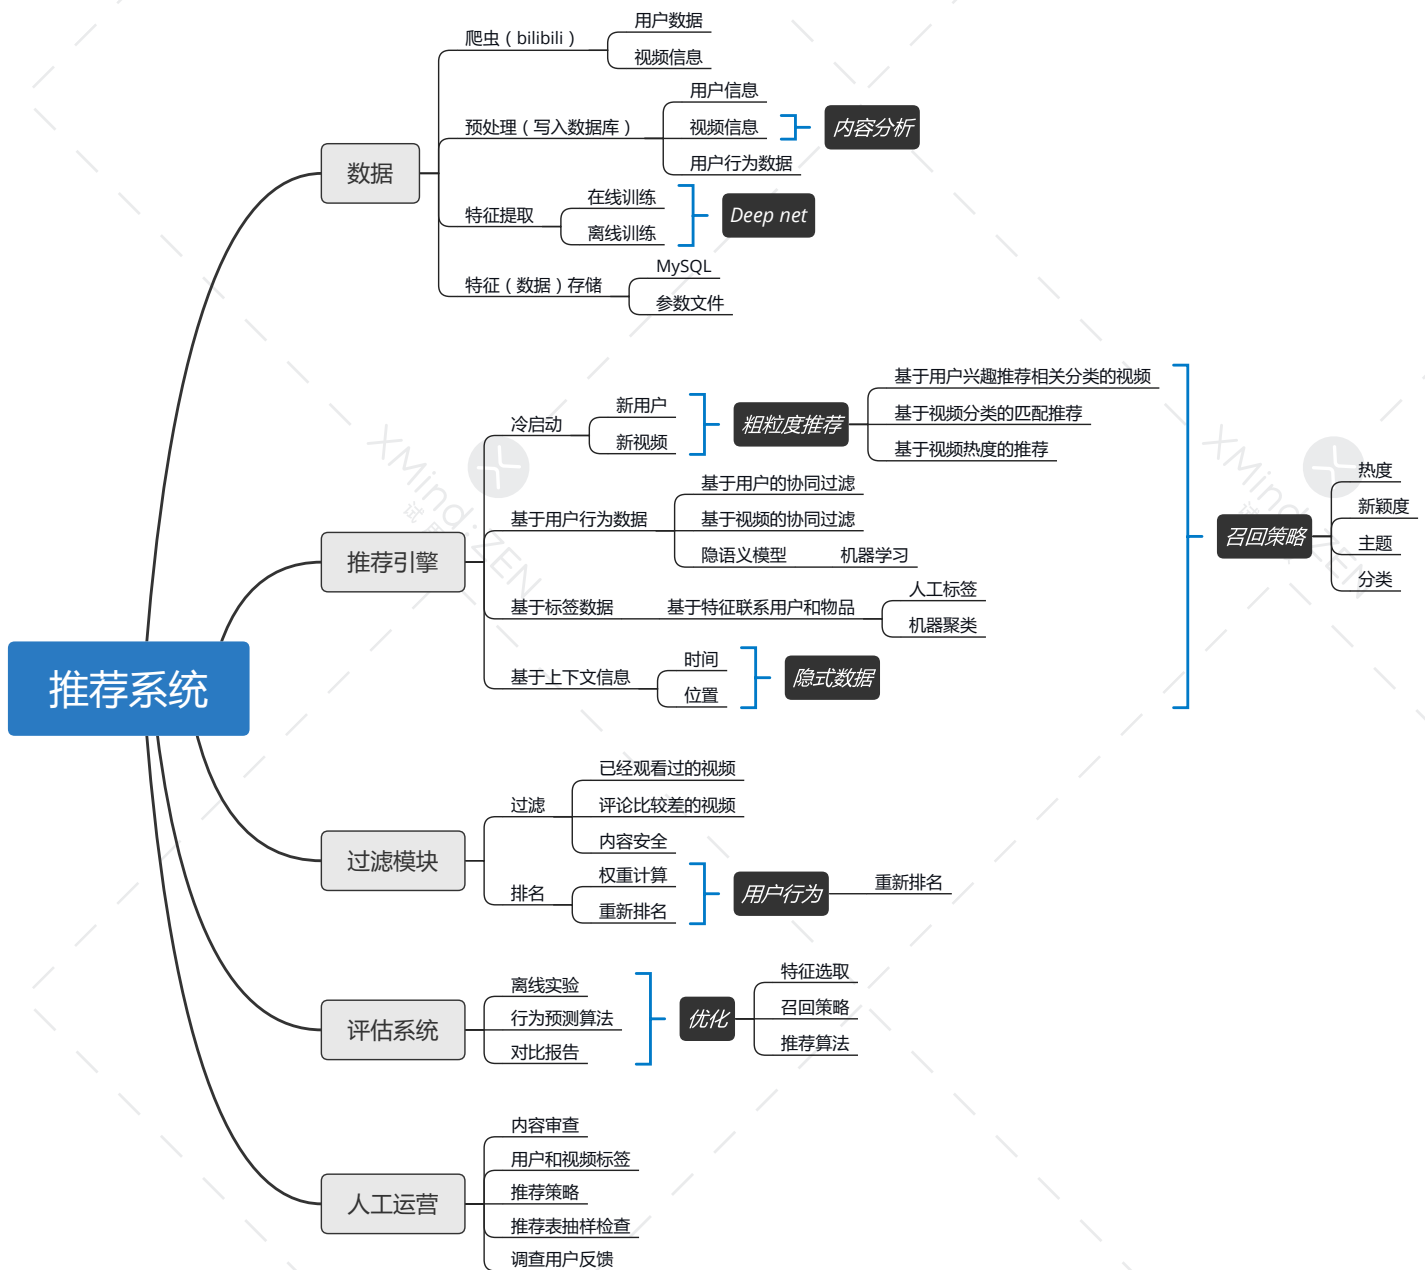 推荐系统
数据
爬虫（bilibili）
用户数据
视频信息
预处理（写入数据库）
用户信息
视频信息
用户行为数据
内容分析
特征提取
在线训练
离线训练
Deep net
特征（数据）存储
MySQL
参数文件
推荐引擎
冷启动
新用户
新视频
粗粒度推荐
基于用户兴趣推荐相关分类的视频
基于视频分类的匹配推荐
基于视频热度的推荐
基于用户行为数据
基于用户的协同过滤
基于视频的协同过滤
隐语义模型
机器学习
基于标签数据
基于特征联系用户和物品
人工标签
机器聚类
基于上下文信息
时间
位置
隐式数据
召回策略
热度
新颖度
主题
分类
过滤模块
过滤
已经观看过的视频
评论比较差的视频
内容安全
排名
权重计算
重新排名
用户行为
重新排名
评估系统
离线实验
行为预测算法
对比报告
优化
特征选取
召回策略
推荐算法
人工运营
内容审查
用户和视频标签
推荐策略
推荐表抽样检查
调查用户反馈
XMind:ZEN
XMind:ZEN